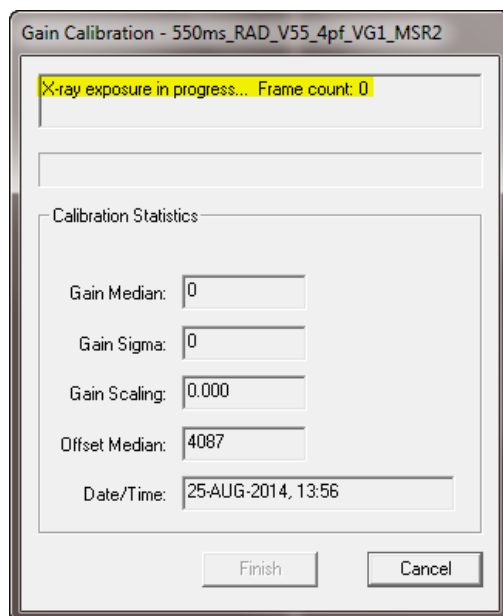 Gain Calibration - 550ms_RAD_V55_4pf_VG1_MSR2
X-ray exposure in progress... Frame count: 0
Calibration Statistics
Gain Median: 0
Gain Sigma: 0
Gain Scaling: 0.000
Offset Median: 4087
Date/Time: 25-AUG-2014, 13:56
Finish Cancel